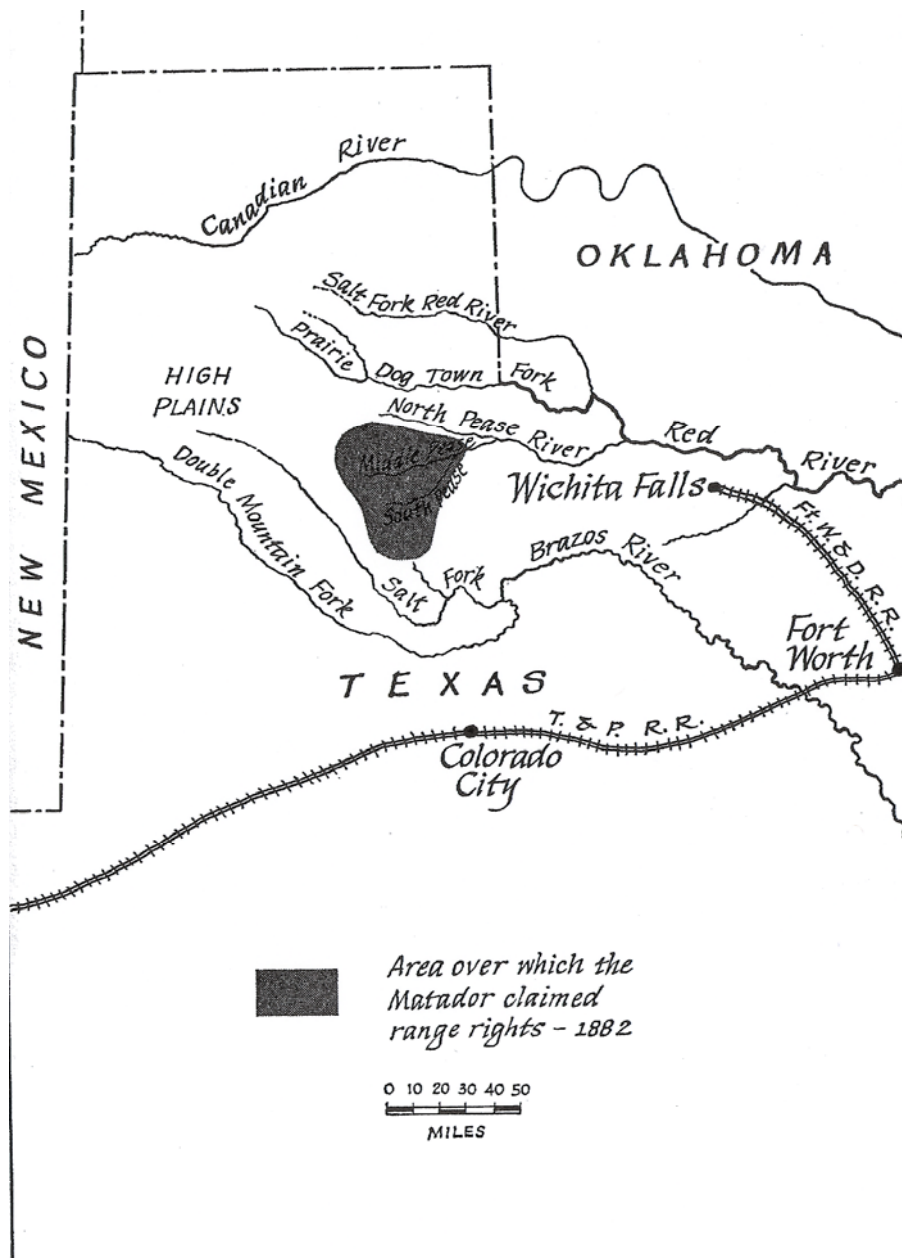 Canadian River
OKLAHOMA
Salt Fork Red River
Prairie Dog Town Fork
NEW MEXICO
HIGH
PLAINS
North Pease River
Red River
Middle Pease
South Pease
Double Mountain Fork
Wichita Falls
Ft. W. & D. R. R.
Brazos River
Salt Fork
Fort
Worth
TEXAS
T. & P. R. R.
Colorado
City
Area over which the
Matador claimed
range rights – 1882
0 10 20 30 40 50
MILES